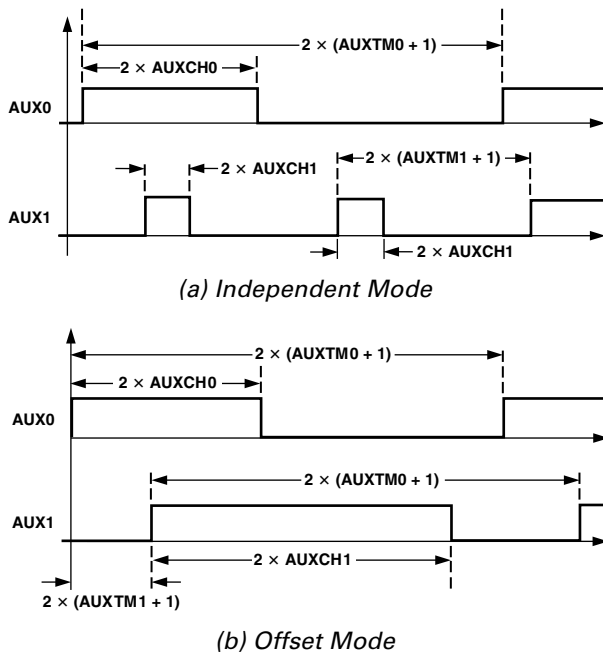 2 × (AUXTM0 + 1)
2 × AUXCH0
AUX0
2 × AUXCH1
2 × (AUXTM1 + 1)
AUX1
2 × AUXCH1
(a) Independent Mode
2 × (AUXTM0 + 1)
2 × AUXCH0
AUX0
2 × (AUXTM0 + 1)
AUX1
2 × AUXCH1
2 × (AUXTM1 + 1)
(b) Offset Mode